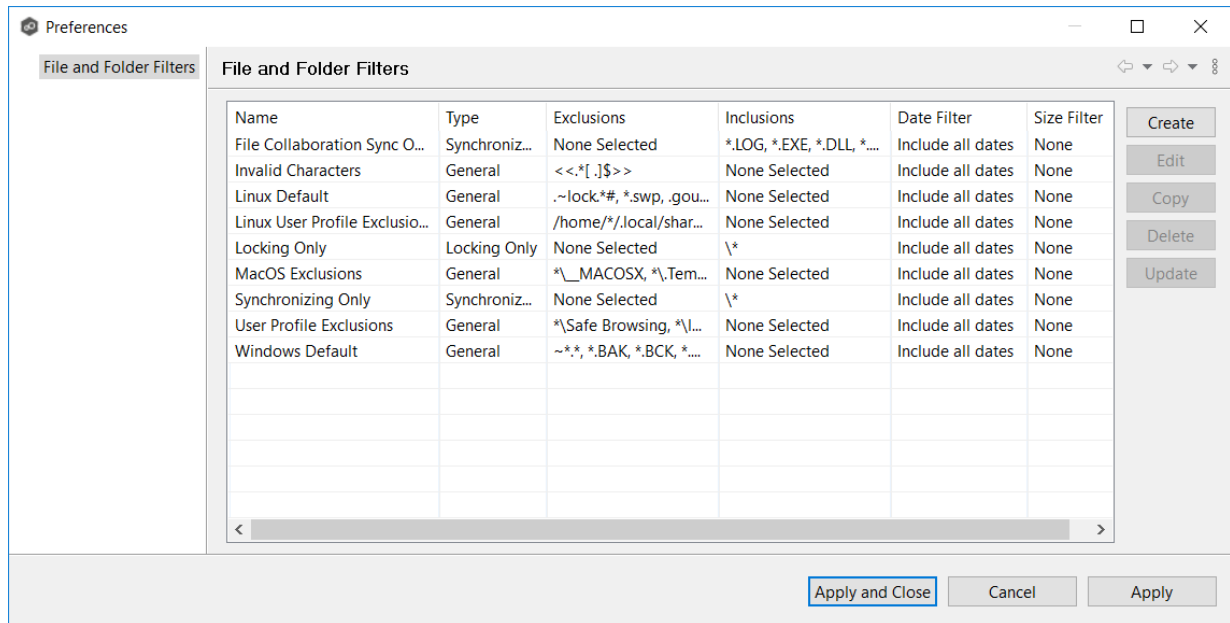 Preferences
File and Folder Filters
File and Folder Filters
Name Type Exclusions Inclusions Date Filter Size Filter
File Collaboration Sync O... Synchroniz... None Selected *.LOG, *.EXE, *.DLL, *.... Include all dates None
Invalid Characters General <<.*[ .]$>> None Selected Include all dates None
Linux Default General .~lock.*#, *.swp, .gou... None Selected Include all dates None
Linux User Profile Exclusio... General /home/*/.local/shar... None Selected Include all dates None
Locking Only Locking Only None Selected \* Include all dates None
MacOS Exclusions General *\__MACOSX, *\.Tem... None Selected Include all dates None
Synchronizing Only Synchroniz... None Selected \* Include all dates None
User Profile Exclusions General *\Safe Browsing, *\I... None Selected Include all dates None
Windows Default General ~*.*, *.BAK, *.BCK, *.... None Selected Include all dates None
Create
Edit
Copy
Delete
Update
Apply and Close Cancel Apply